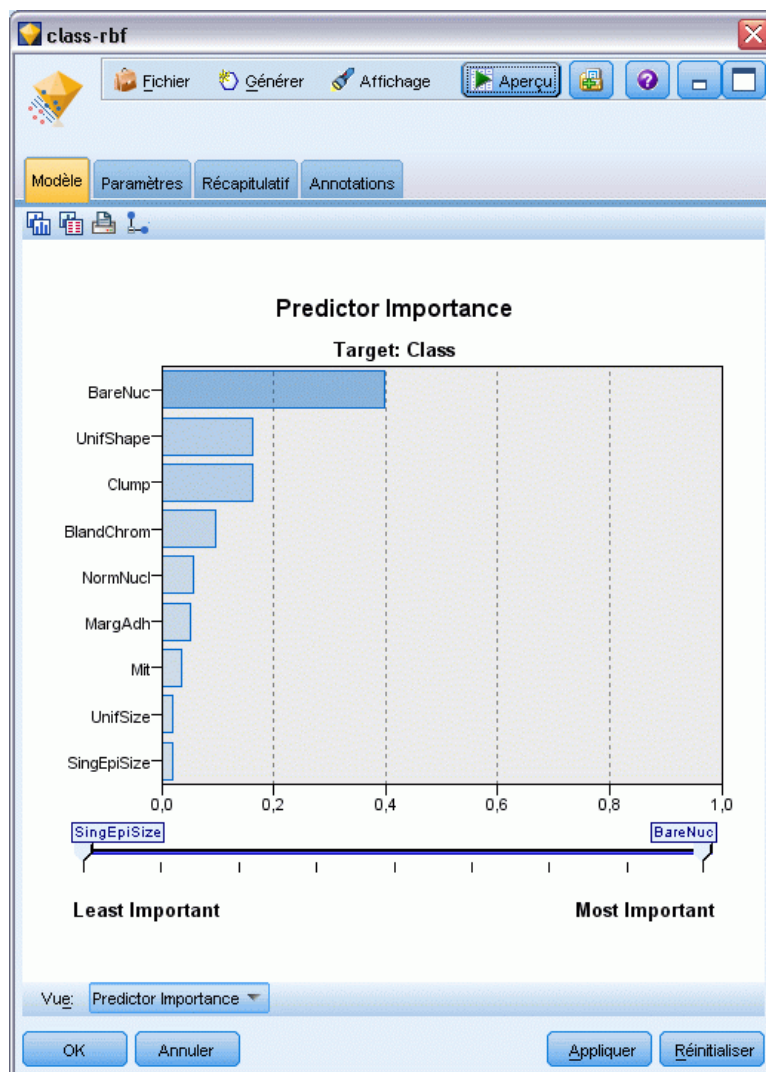 class-rbf
Fichier Générer Affichage Aperçu
Modèle Paramètres Récapitulatif Annotations
Predictor Importance
Target: Class
BareNuc
UnifShape
Clump
BlandChrom
NormNucl
MargAdh
Mit
UnifSize
SingEpiSize
0,0 0,2 0,4 0,6 0,8 1,0
SingEpiSize BareNuc
Least Important Most Important
Vue: Predictor Importance
OK Annuler Appliquer Réinitialiser